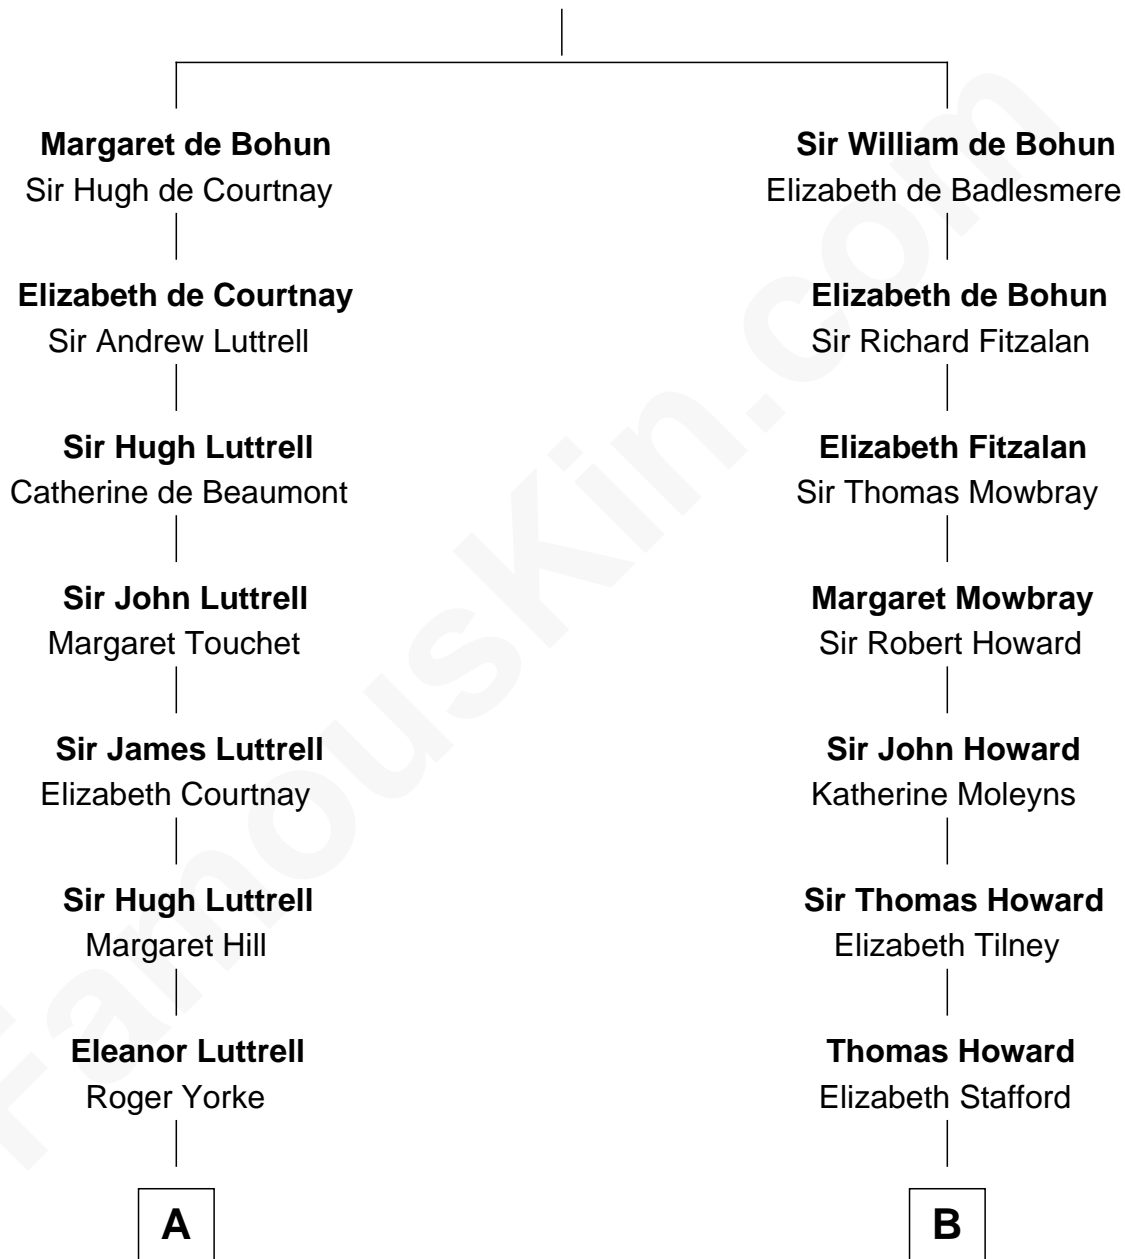 Margaret de Bohun
Sir Hugh de Courtnay
Elizabeth de Courtnay
Sir Andrew Luttrell
Sir Hugh Luttrell
Catherine de Beaumont
Sir John Luttrell
Margaret Touchet
Sir James Luttrell
Elizabeth Courtnay
Sir Hugh Luttrell
Margaret Hill
Eleanor Luttrell
Roger Yorke
A
Sir William de Bohun
Elizabeth de Badlesmere
Elizabeth de Bohun
Sir Richard Fitzalan
Elizabeth Fitzalan
Sir Thomas Mowbray
Margaret Mowbray
Sir Robert Howard
Sir John Howard
Katherine Moleyns
Sir Thomas Howard
Elizabeth Tilney
Thomas Howard
Elizabeth Stafford
B
FamousKin.com